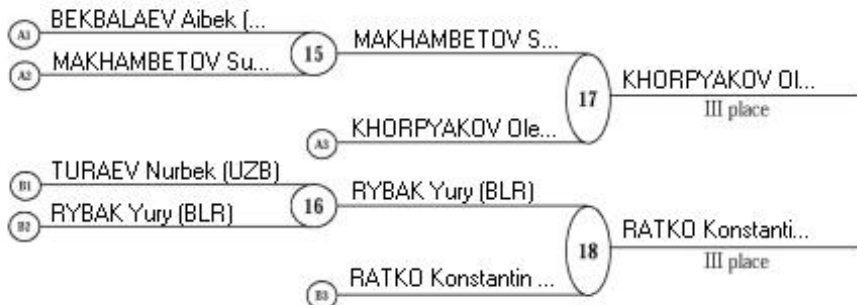 BEKBALAEV Aibek (...
A1
15
MAKHAMBETOV S...
A2
MAKHAMBETOV Su...
17
KHORPYAKOV Ol...
III place
A3
KHORPYAKOV Ole...
B1
TURAEV Nurbek (UZB)
16
RYBAK Yury (BLR)
B2
RYBAK Yury (BLR)
18
RATKO Konstanti...
III place
B3
RATKO Konstantin ...